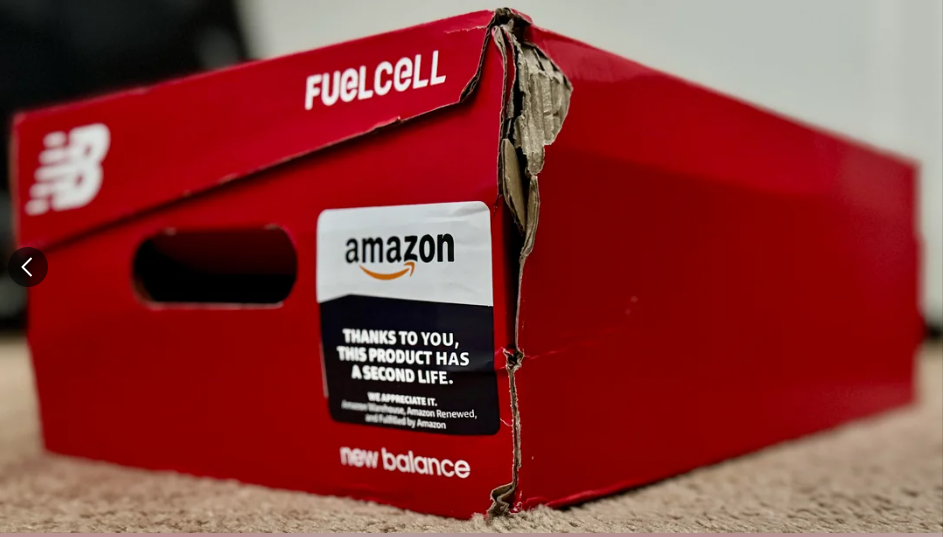 FUELCELL
amazon
THANKS TO YOU,
THIS PRODUCT HAS
A SECOND LIFE.
WE APPRECIATE IT.
Amazon Warehouse, Amazon Renewed,
and Fulfilled by Amazon
new balance